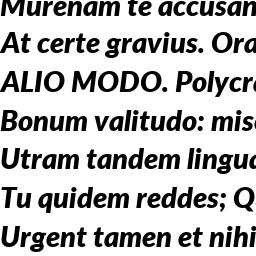 Murenam te accusan
At certe gravius. Ora
ALIO MODO. Polycra
Bonum valitudo: mise
Utram tandem lingua
Tu quidem reddes; Q
Urgent tamen et nihi